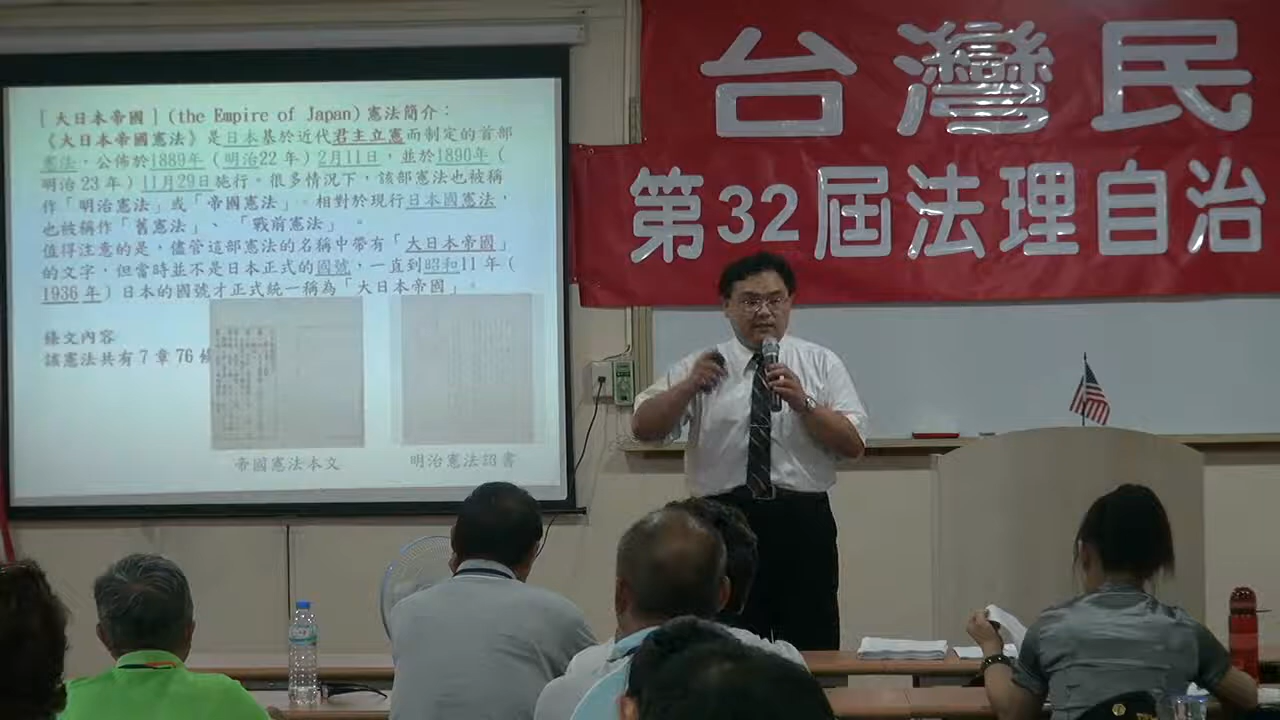 [大日本帝國](the Empire of Japan)憲法簡介：
《大日本帝國憲法》是日本基於近代君主立憲而制定的首部
憲法，公佈於1889年（明治22年）2月11日，並於1890年（
明治23年）11月29日施行。很多情況下，該部憲法也被稱
作「明治憲法」或「帝國憲法」。相對於現行日本國憲法，
也被稱作「舊憲法」、「戰前憲法」。
值得注意的是，儘管這部憲法的名稱中帶有「大日本帝國」
的文字，但當時並不是日本正式的國號，一直到昭和11年（
1936年）日本的國號才正式統一稱為「大日本帝國」。
條文內容
該憲法共有7章76條
帝國憲法本文
明治憲法詔書
台灣民
第32屆法理自治